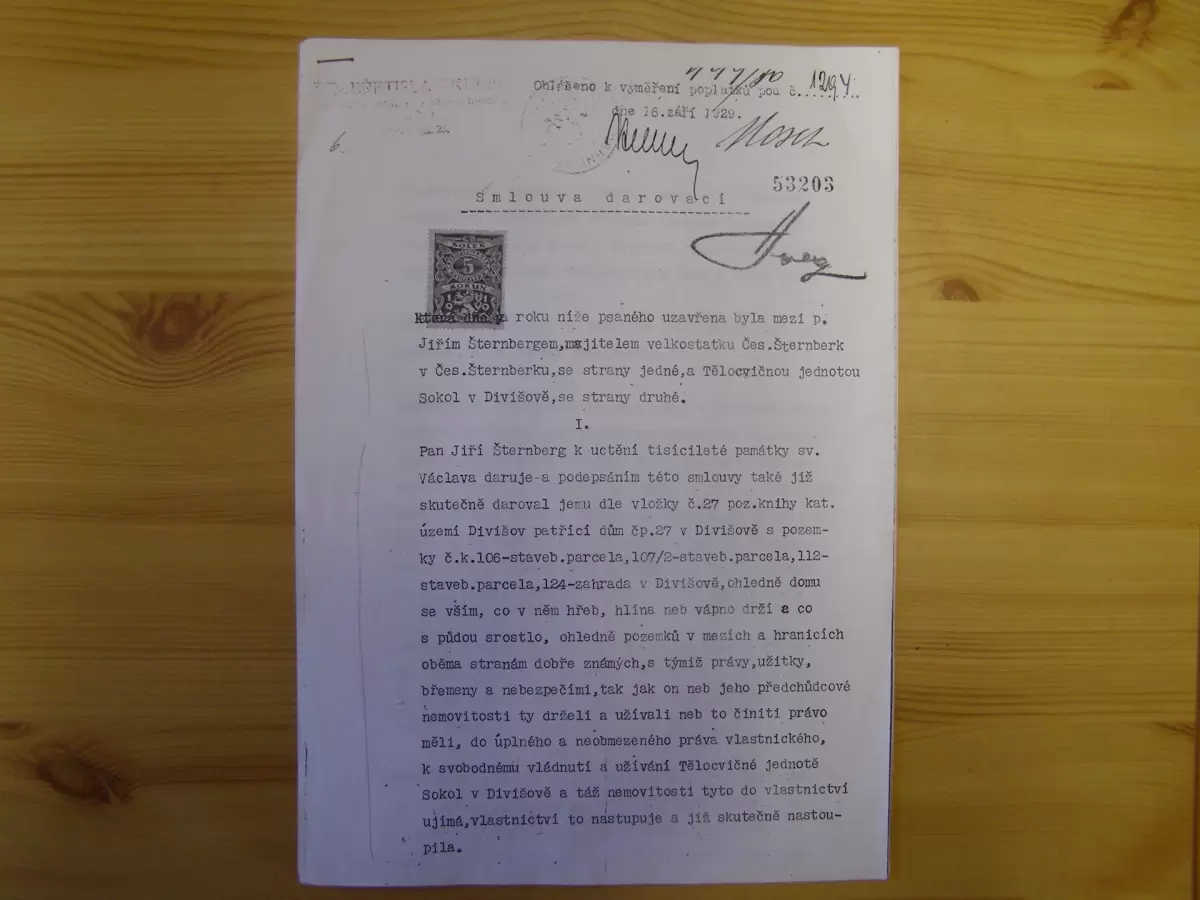 Ohlášeno k vyměření poplatků pod č. 1294
dne 16.září 1929.
6.
53203
Smlouva darovací
KOLEK
5
KORUN
která dne a roku níže psaného uzavřena byla mezi p.
Jiřím Šternbergem,majitelem velkostatku Čes.Šternberk
v Čes.Šternberku,se strany jedné,a Tělocvičnou jednotou
Sokol v Divišově,se strany druhé.
I.
Pan Jiří Šternberg k uctění tisícileté památky sv.
Václava daruje-a podepsáním této smlouvy také již
skutečně daroval jemu dle vložky č.27 poz.knihy kat.
území Divišov patřící dům čp.27 v Divišově s pozem-
ky č.k.106-staveb.parcela,107/2-staveb.parcela,112-
staveb.parcela,124-zahrada v Divišově,ohledně domu
se vším, co v něm hřeb, hlína neb vápno drží a co
s půdou srostlo, ohledně pozemků v mezích a hranicích
oběma stranám dobře známých,s týmiž právy,užitky,
břemeny a nebezpečími,tak jak on neb jeho předchůdcové
nemovitosti ty drželi a užívali neb to činiti právo
měli, do úplného a neobmezeného práva vlastnického,
k svobodnému vládnutí a užívání Tělocvičné jednotě
Sokol v Divišově a táž nemovitosti tyto do vlastnictví
ujímá,vlastnictví to nastupuje a již skutečně nastou-
pila.